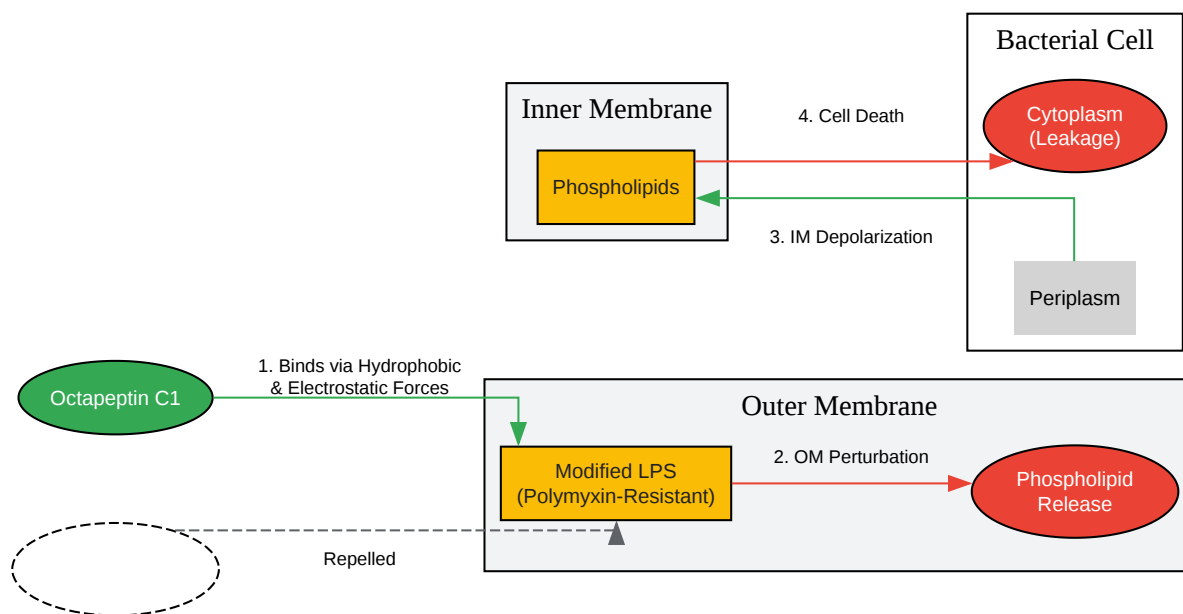 Bacterial Cell
Inner Membrane
4. Cell Death
Cytoplasm
(Leakage)
Phospholipids
3. IM Depolarization
Periplasm
1. Binds via Hydrophobic
& Electrostatic Forces
Octapeptin C1
Outer Membrane
Modified LPS
(Polymyxin-Resistant)
2. OM Perturbation
Phospholipid
Release
Repelled